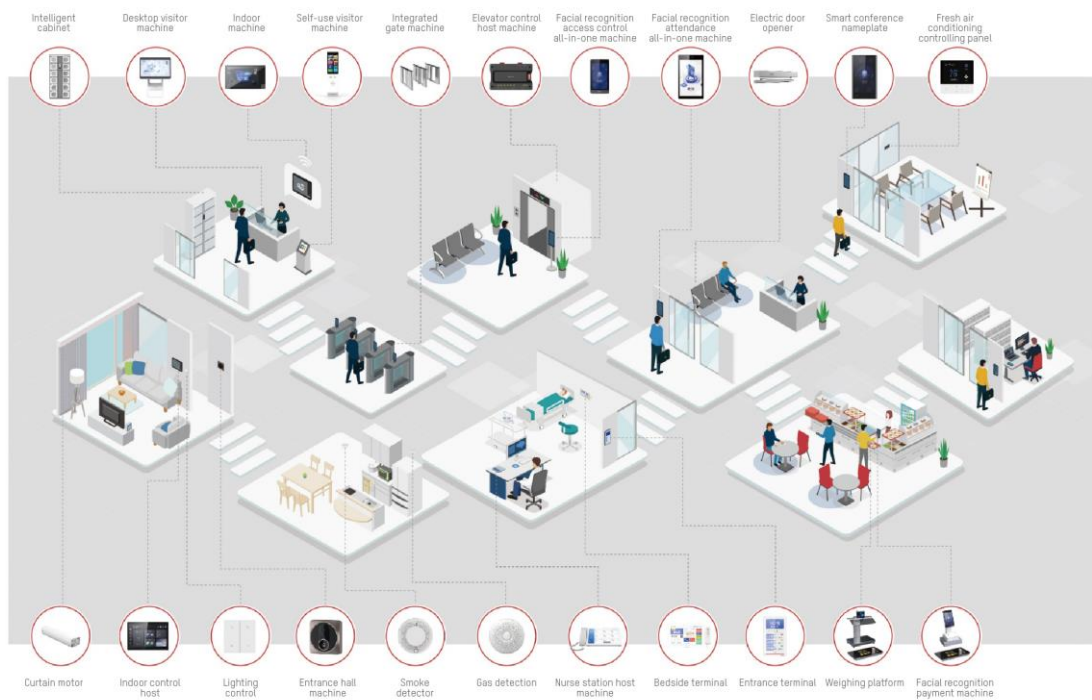 Intelligent
cabinet
Desktop visitor
machine
Indoor
machine
Self-use visitor
machine
Integrated
gate machine
Elevator control
host machine
Facial recognition
access control
all-in-one machine
Facial recognition
attendance
all-in-one machine
Electric door
opener
Smart conference
nameplate
Fresh air
conditioning
controlling panel
Curtain motor
Indoor control
host
Lighting
control
Entrance hall
machine
Smoke
detector
Gas detection
Nurse station host
machine
Bedside terminal
Entrance terminal
Weighing platform
Facial recognition
payment machine